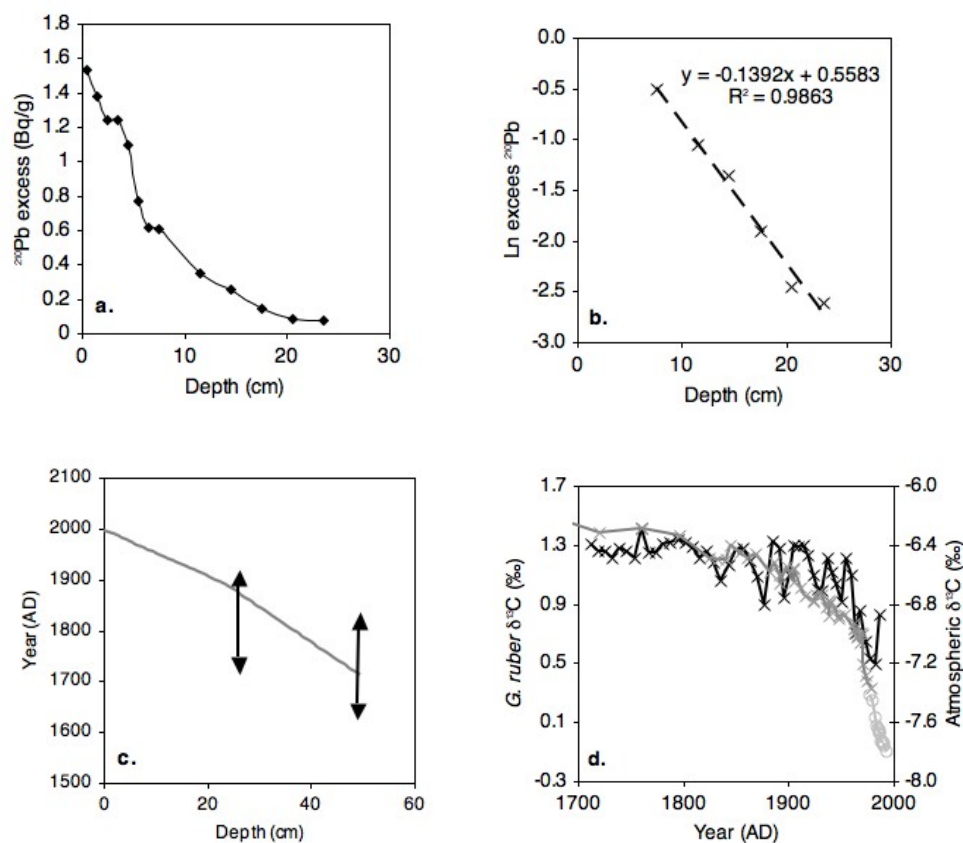 1.8
1.6
1.4
1.2
1
0.8
0.6
0.4
0.2
0
²¹⁰Pb excess (Bq/g)
a.
0 10 20 30
Depth (cm)
0.0
-0.5
-1.0
-1.5
-2.0
-2.5
-3.0
Ln excees ²¹⁰Pb
y = -0.1392x + 0.5583
R² = 0.9863
b.
0 10 20 30
Depth (cm)
2100
2000
1900
1800
1700
1600
1500
Year (AD)
c.
0 20 40 60
Depth (cm)
1.7
1.3
0.9
0.5
0.1
-0.3
G. ruber δ¹³C (‰)
-6.0
-6.4
-6.8
-7.2
-7.6
-8.0
Atmospheric δ¹³C (‰)
d.
1700 1800 1900 2000
Year (AD)